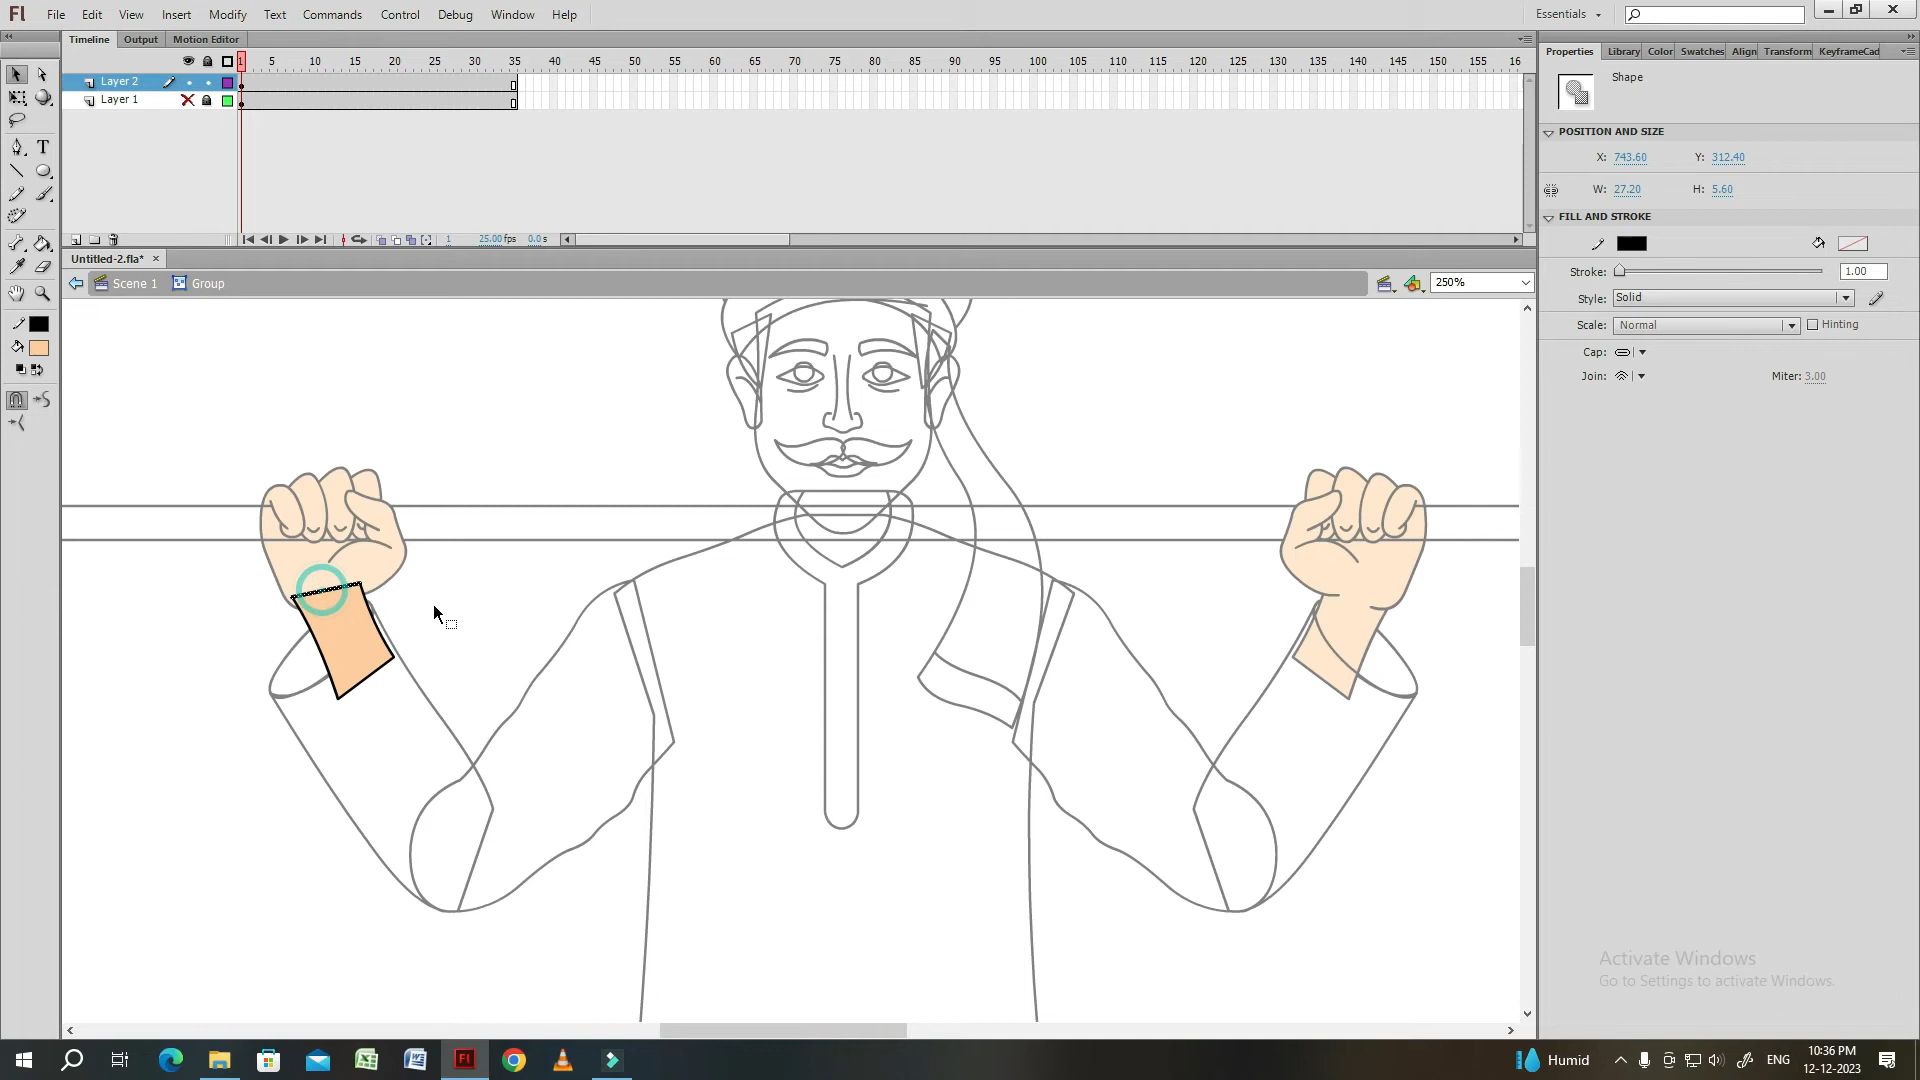 Fl File Edit View Insert Modify Text Commands Control Debug Window Help Essentials
Timeline Output Motion Editor
1 5 10 15 20 25 30 35 40 45 50 55 60 65 70 75 80 85 90 95 100 105 110 115 120 125 130 135 140 145 150 155 16
Layer 2
Layer 1
1 25.00 fps 0.0 s
Untitled-2.fla*
Scene 1 Group 250%
T
Properties Library Color Swatches Align Transform KeyframeCad
Shape
POSITION AND SIZE
X: 743.60 Y: 312.40
W: 27.20 H: 5.60
FILL AND STROKE
Stroke: 1.00
Style: Solid
Scale: Normal Hinting
Cap:
Join: Miter: 3.00
Activate Windows
Go to Settings to activate Windows.
Fl Humid ENG 10:36 PM
12-12-2023